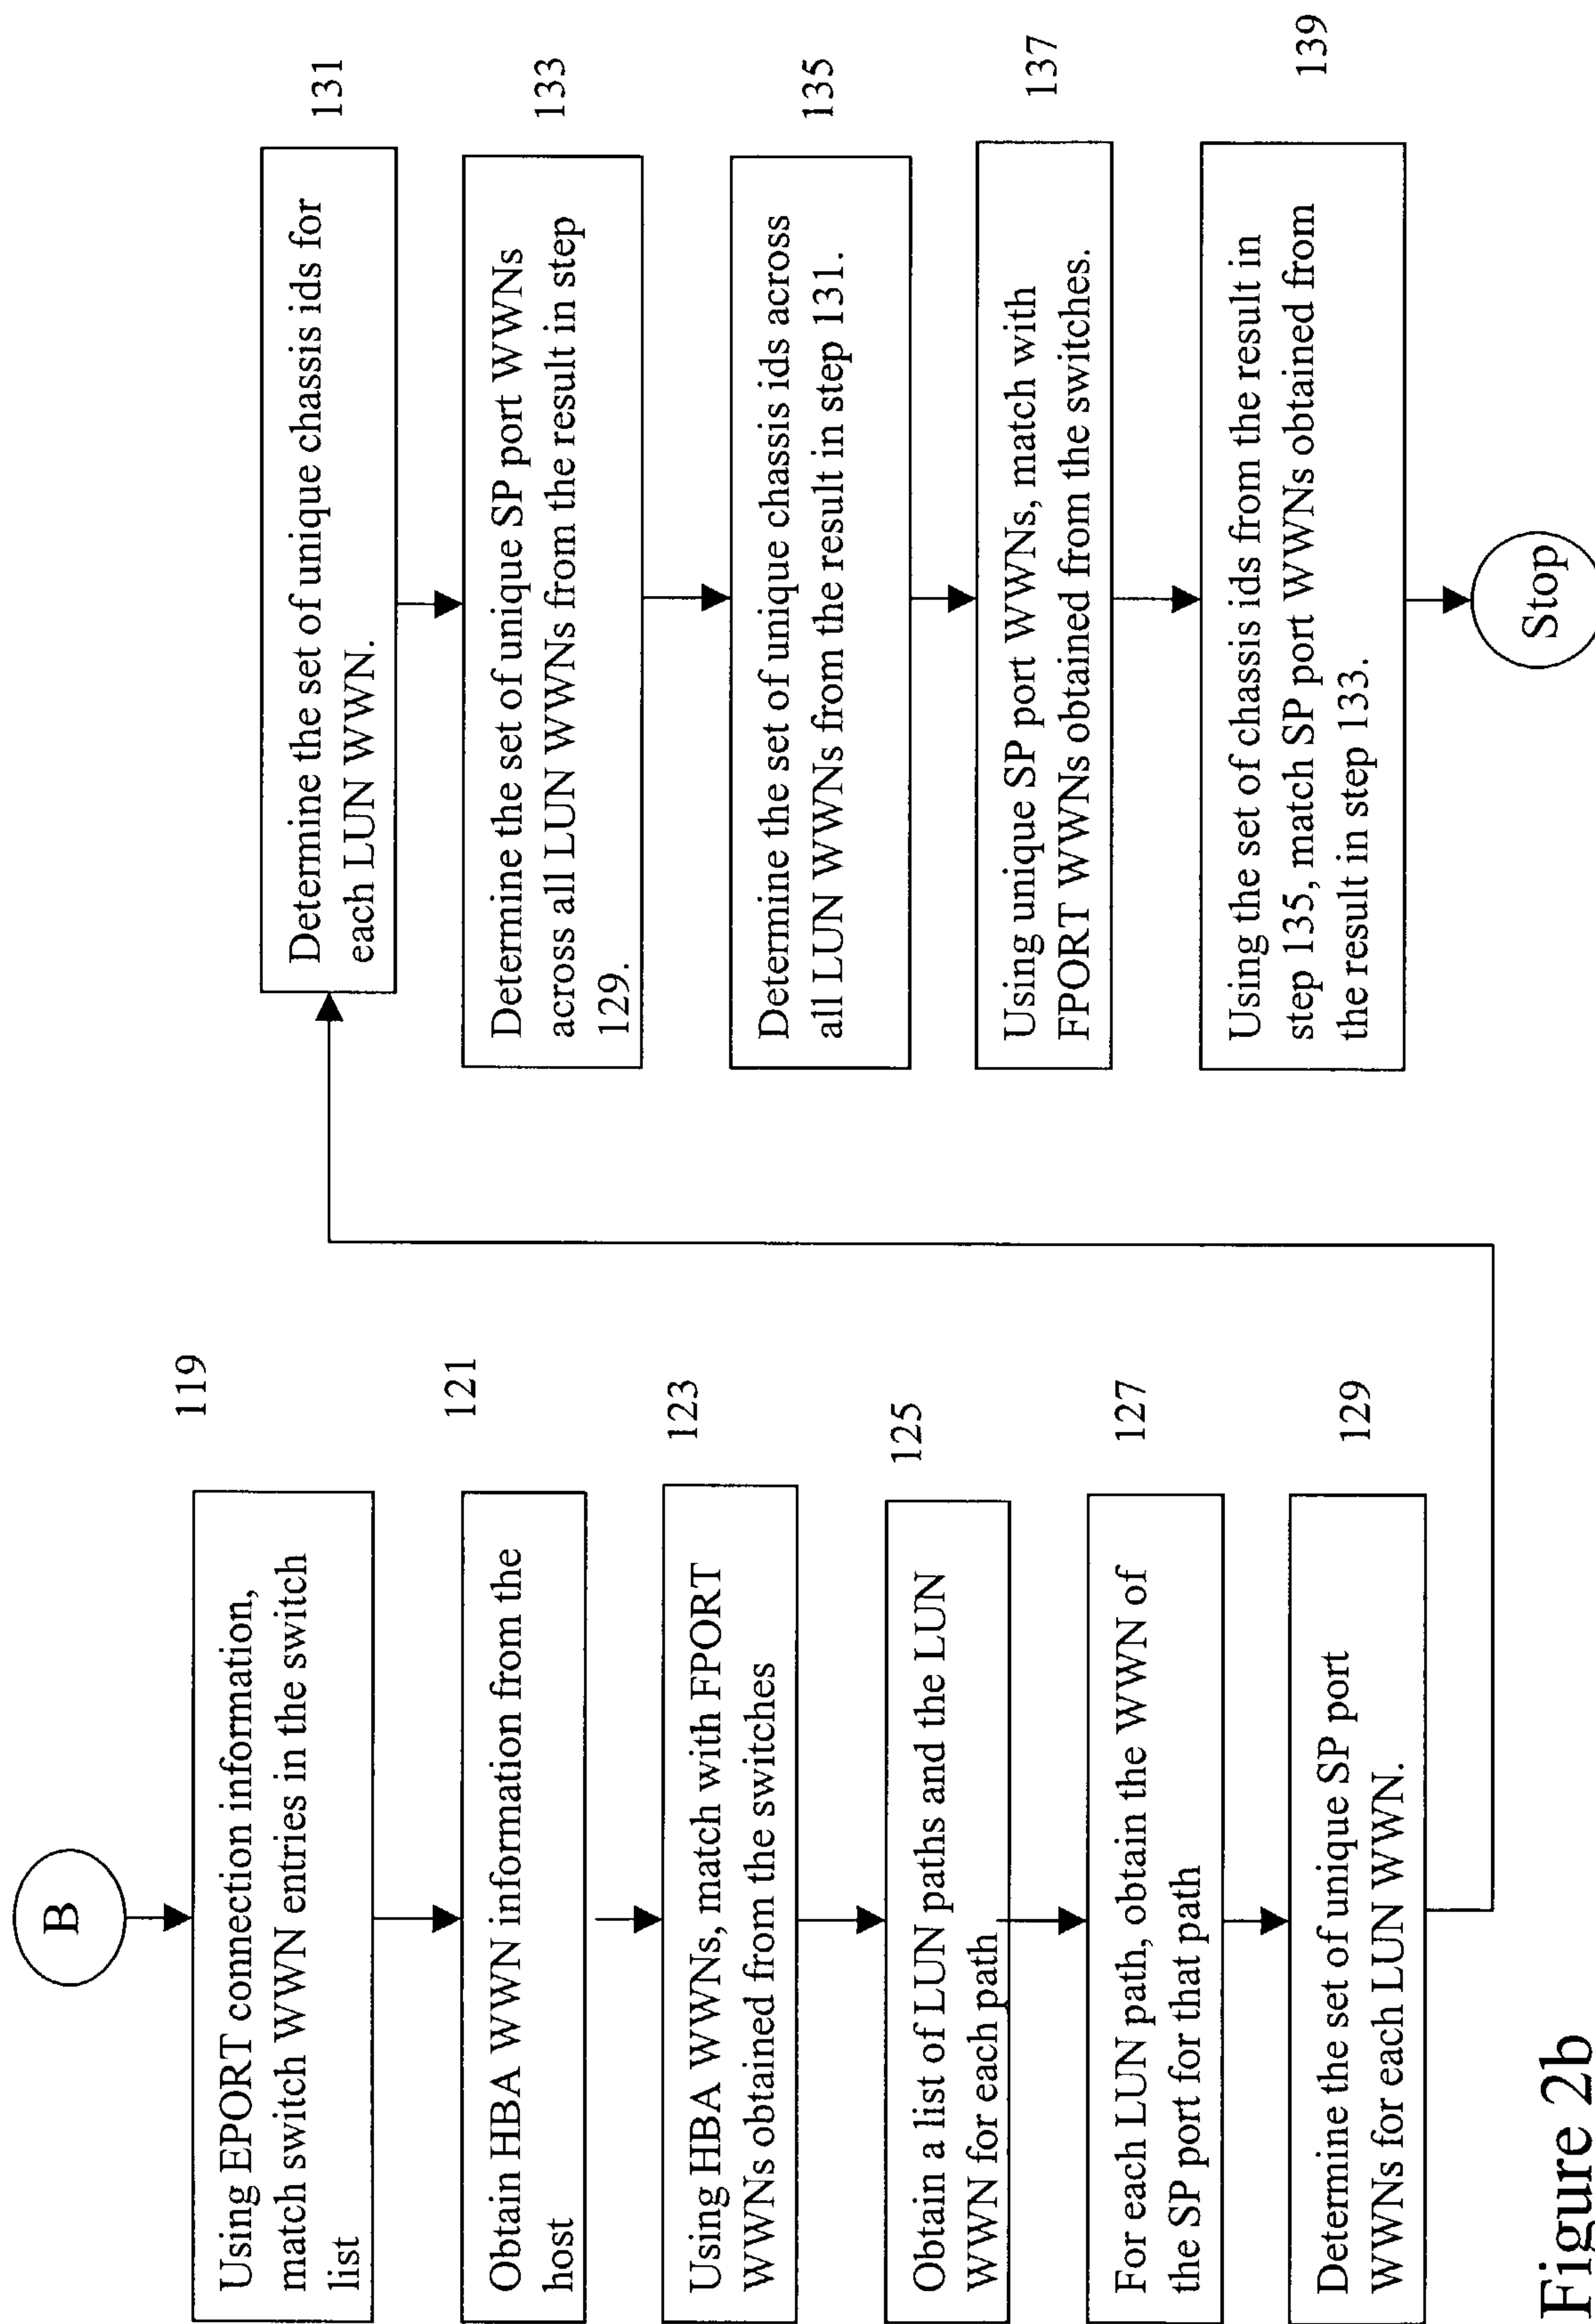 B
Using EPORT connection information,
match switch WWN entries in the switch
list
119
Obtain HBA WWN information from the
host
121
Using HBA WWNs, match with FPORT
WWNs obtained from the switches
123
Obtain a list of LUN paths and the LUN
WWN for each path
125
For each LUN path, obtain the WWN of
the SP port for that path
127
Determine the set of unique SP port
WWNs for each LUN WWN.
129
Determine the set of unique chassis ids for
each LUN WWN.
131
Determine the set of unique SP port WWNs
across all LUN WWNs from the result in step
129.
133
Determine the set of unique chassis ids across
all LUN WWNs from the result in step 131.
135
Using unique SP port WWNs, match with
FPORT WWNs obtained from the switches.
137
Using the set of chassis ids from the result in
step 135, match SP port WWNs obtained from
the result in step 133.
139
Stop
Figure 2b